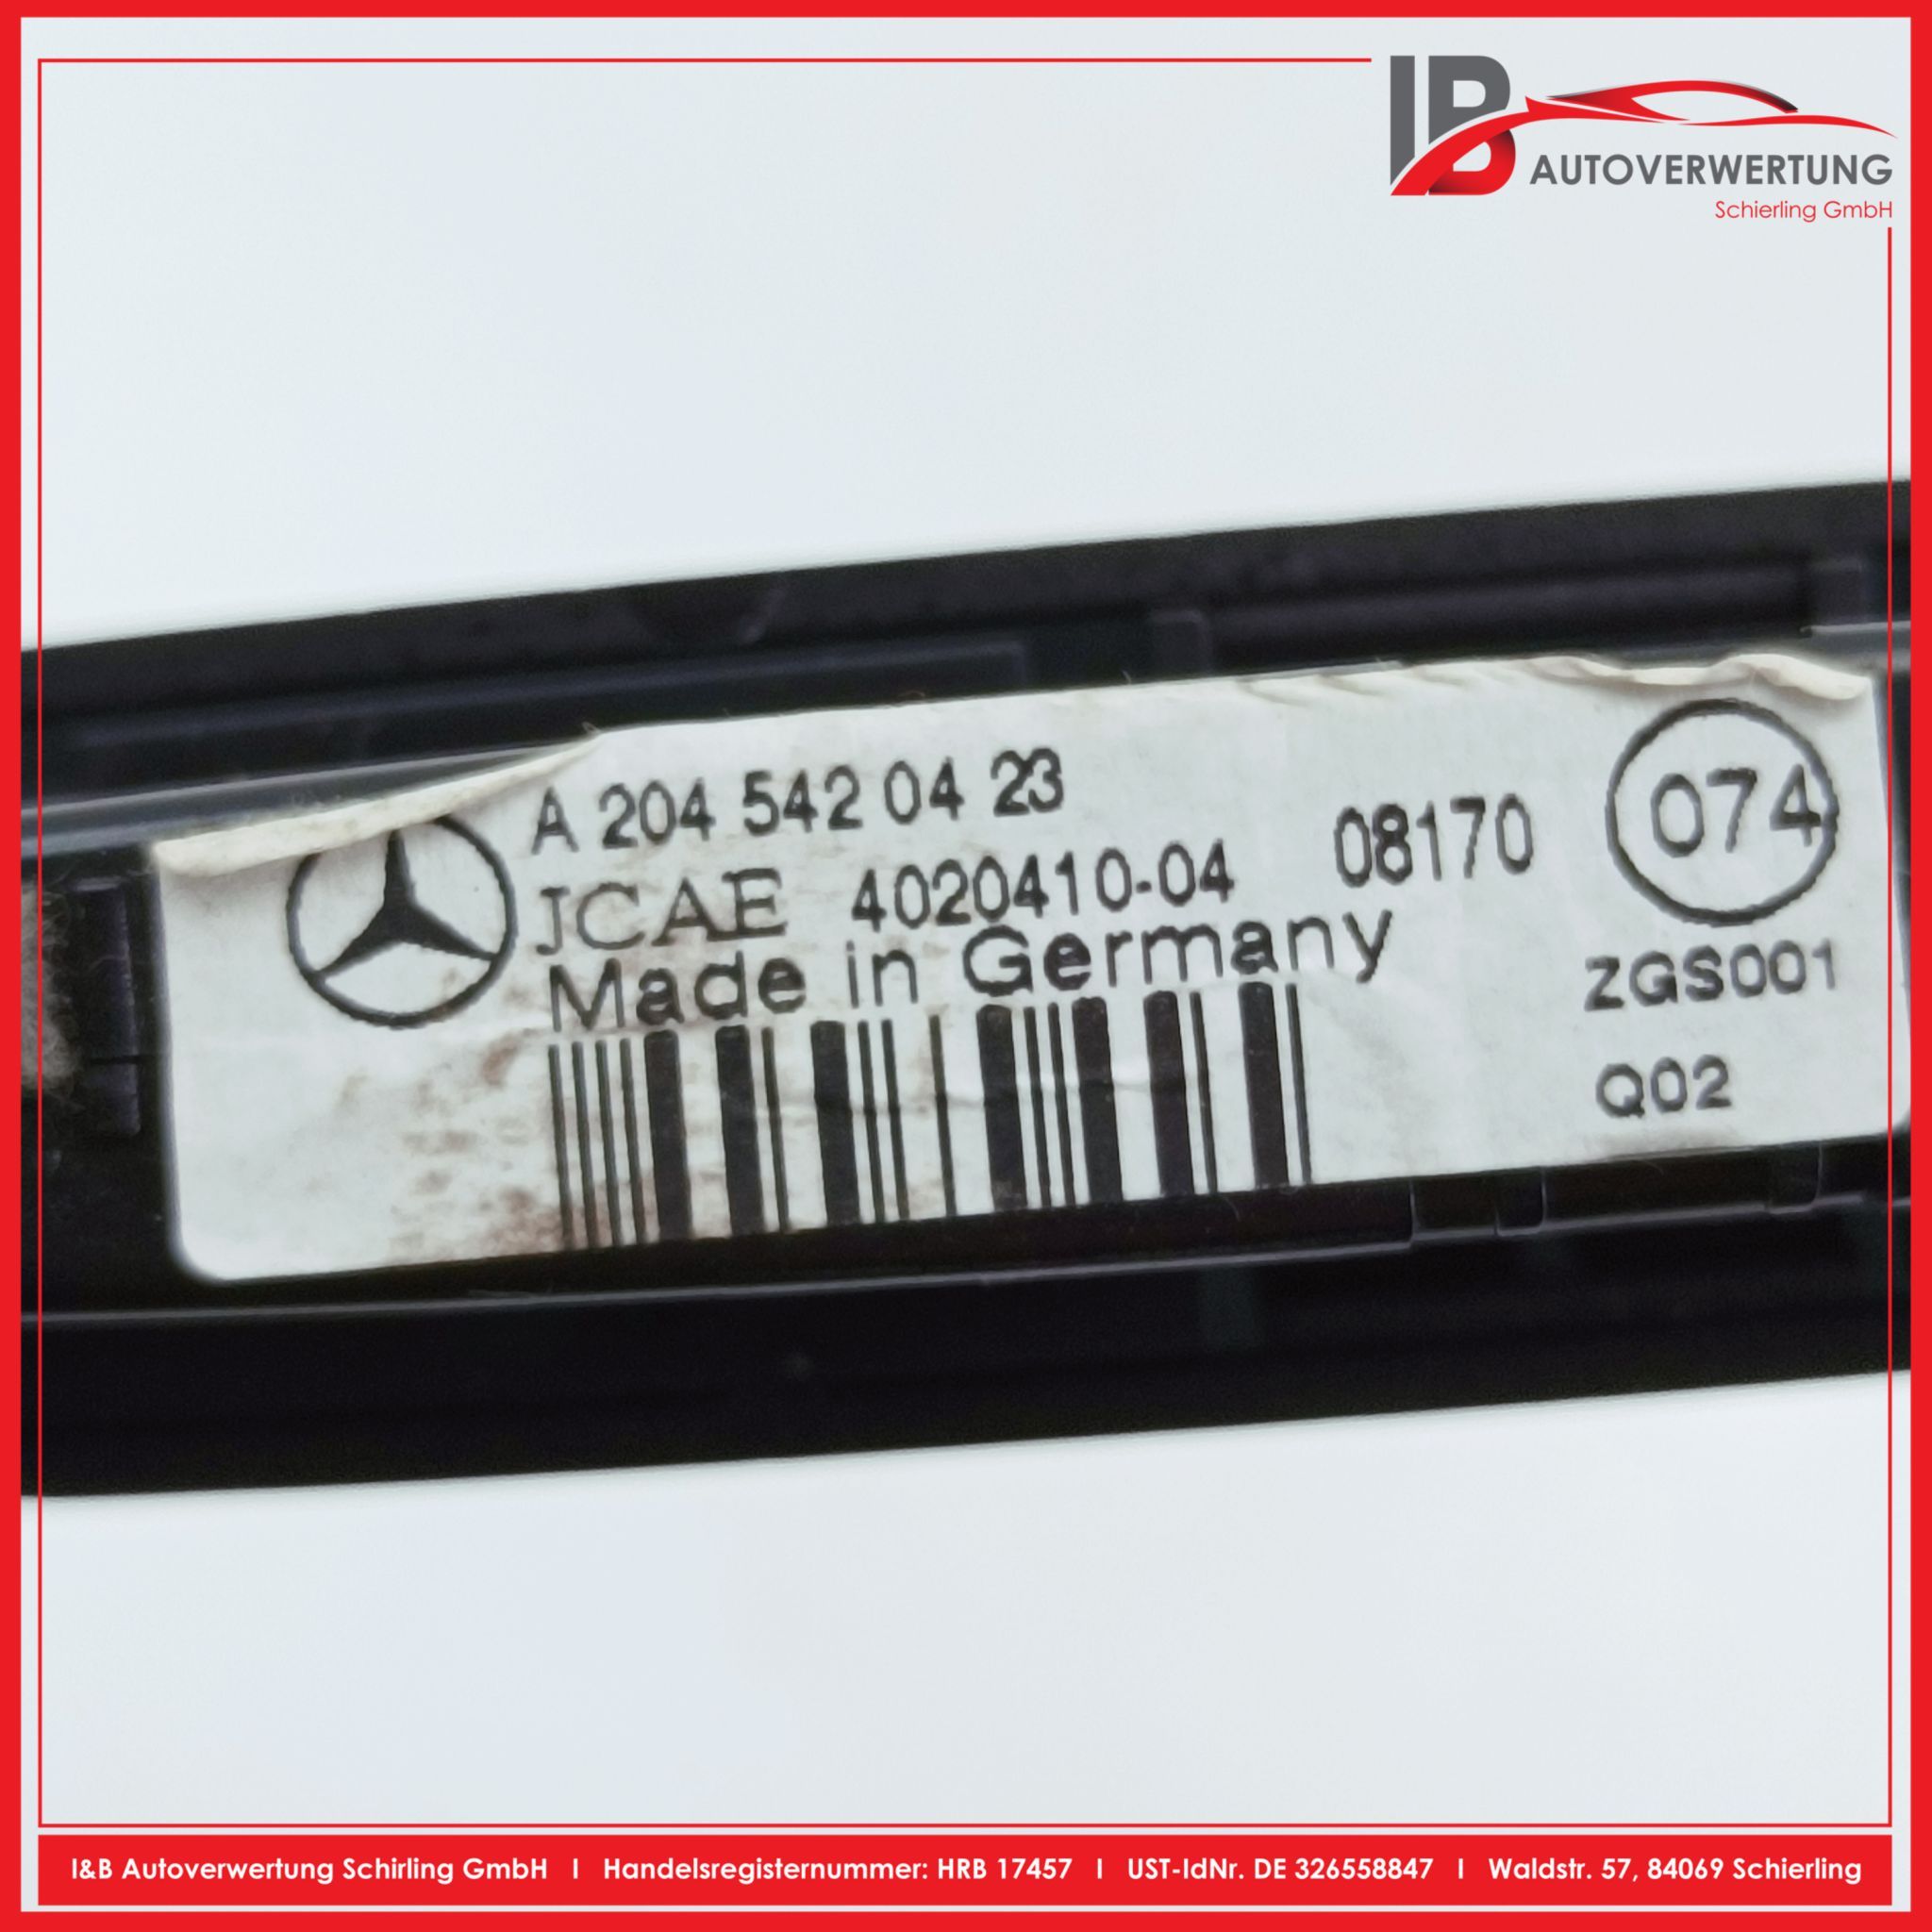 IB
AUTOVERWERTUNG
Schierling GmbH
A 204 542 04 23
JCAE 4020410-04 08170
074
Made in Germany
ZGS001
Q02
I&B Autoverwertung Schirling GmbH I Handelsregisternummer: HRB 17457 I UST-IdNr. DE 326558847 I Waldstr. 57, 84069 Schierling